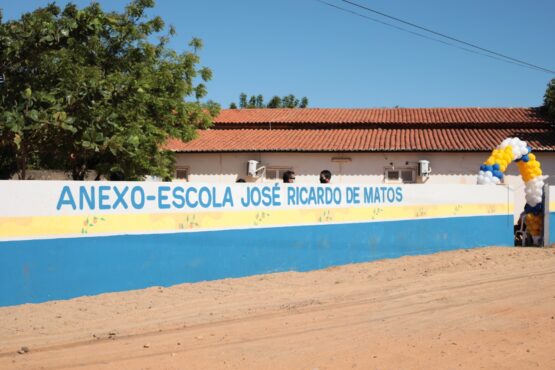 ANEXO-ESCOLA JOSÉ RICARDO DE MATOS